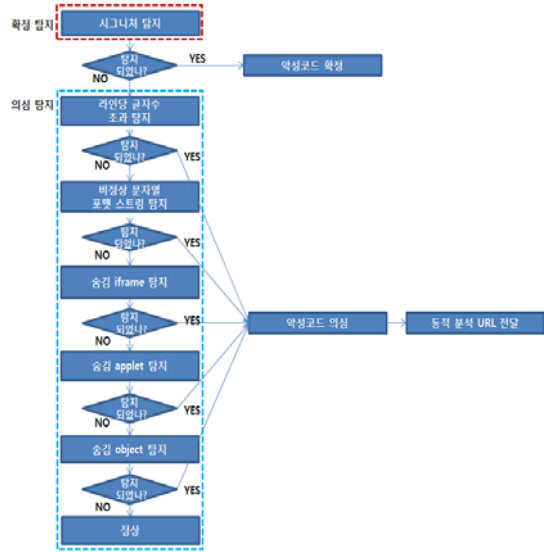 확정 탐지
시그니쳐 탐지
탐지
되었나?
YES
NO
악성코드 확정
의심 탐지
라인당 글자수
초과 탐지
탐지
되었나?
YES
NO
비정상 문자열
포맷 스트링 탐지
탐지
되었나?
YES
NO
숨김 iframe 탐지
탐지
되었나?
YES
NO
악성코드 의심
동적 분석 URL 전달
숨김 applet 탐지
탐지
되었나?
YES
NO
숨김 object 탐지
탐지
되었나?
YES
NO
정상